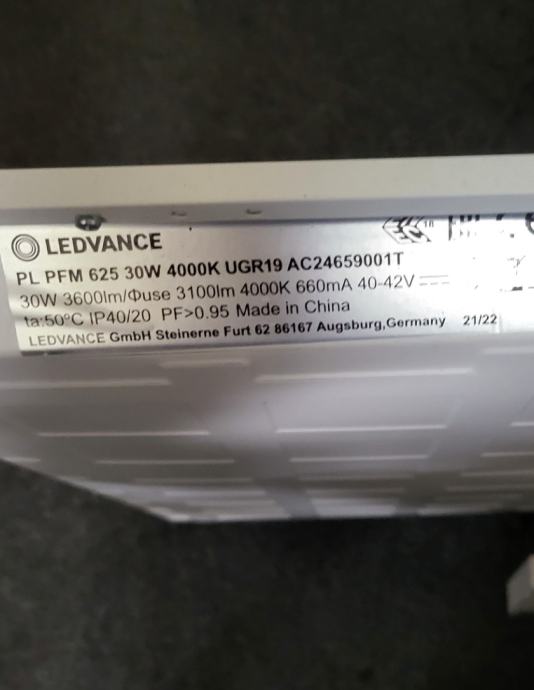 LEDVANCE
PL PFM 625 30W 4000K UGR19 AC24659001T
30W 3600lm/Φuse 3100lm 4000K 660mA 40-42V
ta:50°C IP40/20 PF>0.95 Made in China
LEDVANCE GmbH Steinerne Furt 62 86167 Augsburg,Germany 21/22